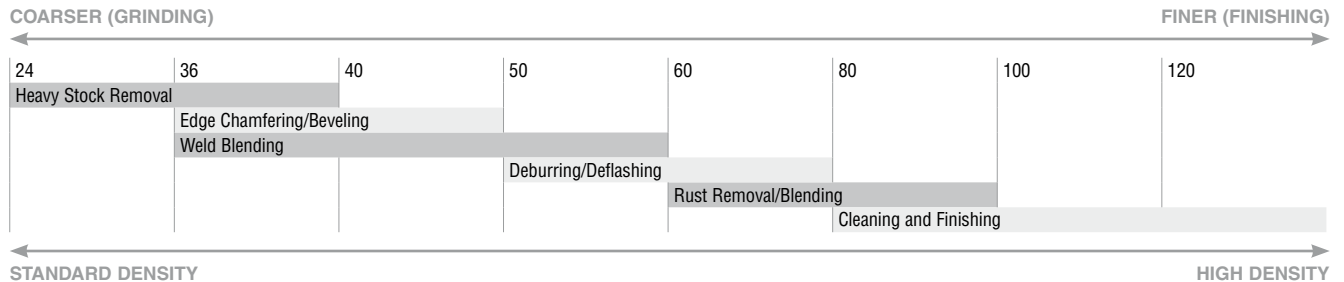 COARSER (GRINDING) FINER (FINISHING)
24 36 40 50 60 80 100 120
Heavy Stock Removal
Edge Chamfering/Beveling
Weld Blending
Deburring/Deflashing
Rust Removal/Blending
Cleaning and Finishing
STANDARD DENSITY HIGH DENSITY